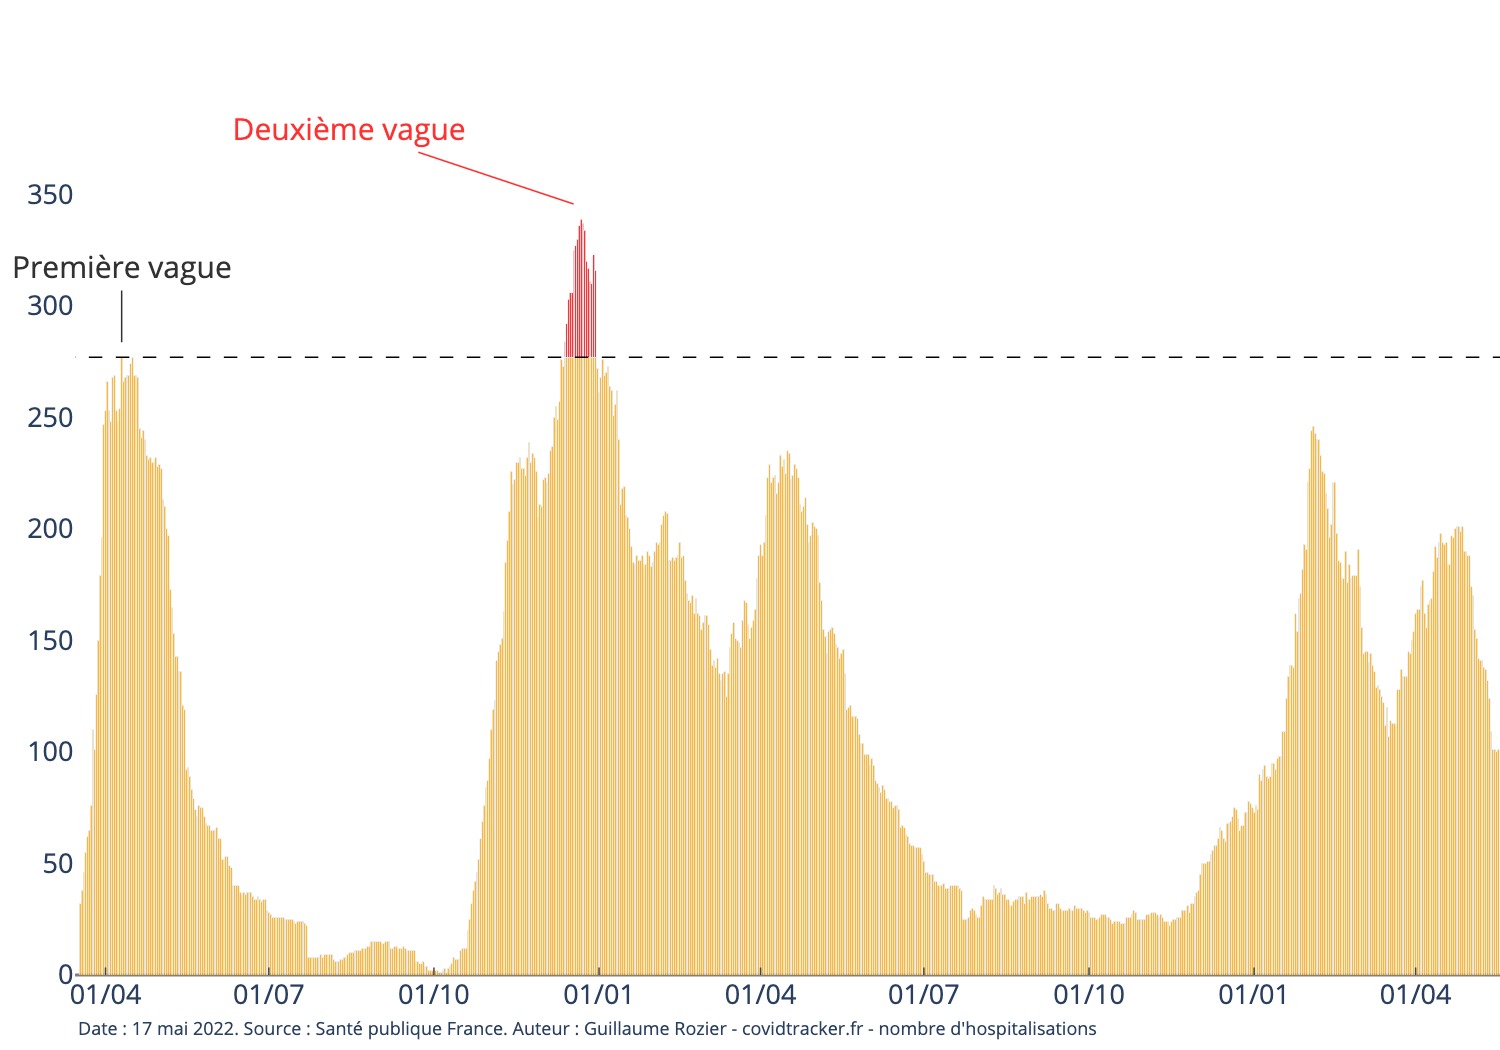 Deuxième vague
350
Première vague
300
250
200
150
100
50
0
01/04 01/07 01/10 01/01 01/04 01/07 01/10 01/01 01/04
Date : 17 mai 2022. Source : Santé publique France. Auteur : Guillaume Rozier - covidtracker.fr - nombre d'hospitalisations